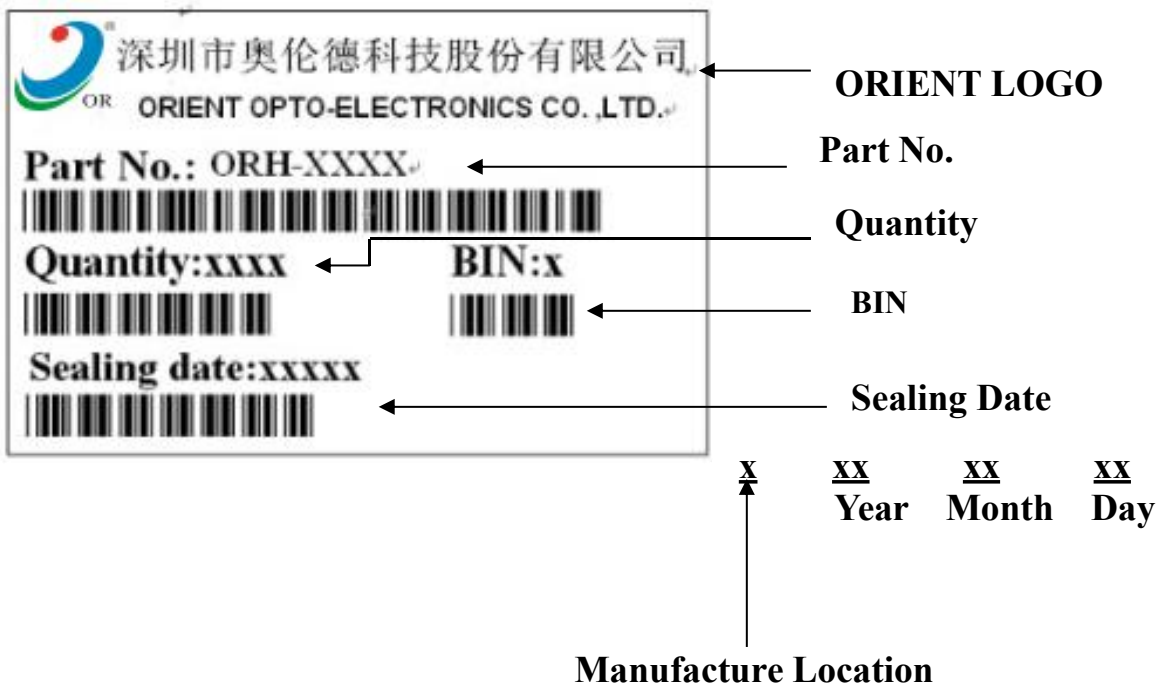 深圳市奥伦德科技股份有限公司
OR
ORIENT OPTO-ELECTRONICS CO. ,LTD.
ORIENT LOGO
Part No.: ORH-XXXX
Part No.
Quantity
Quantity:xxxx
BIN:x
BIN
Sealing date:xxxxx
Sealing Date
x xx xx xx
Year Month Day
Manufacture Location